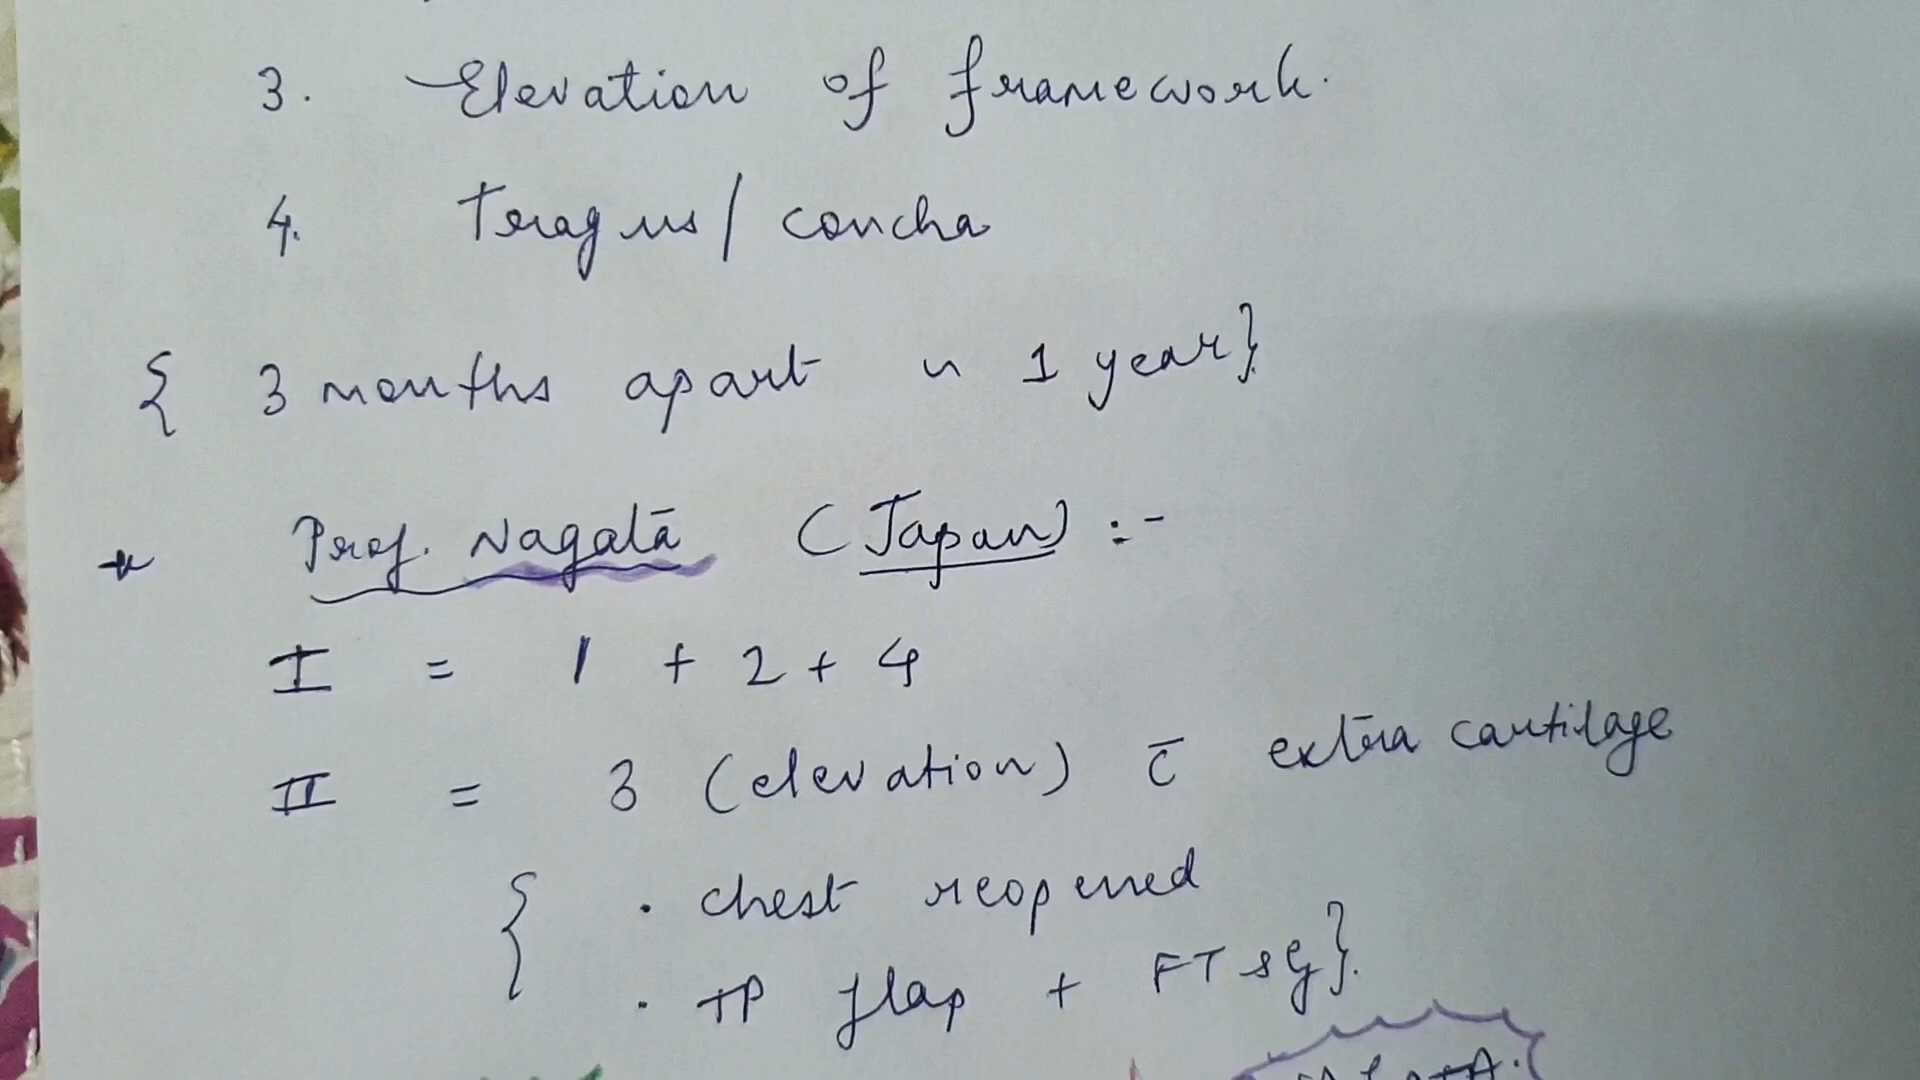 3. Elevation of framework.
4. Tragus / concha
{ 3 months apart ~ 1 year }
* Prof. Nagata (Japan) :-
I = 1 + 2 + 4
II = 3 (elevation) c̄ extra cartilage
{ . chest reopened
. TP flap + FTSG }.